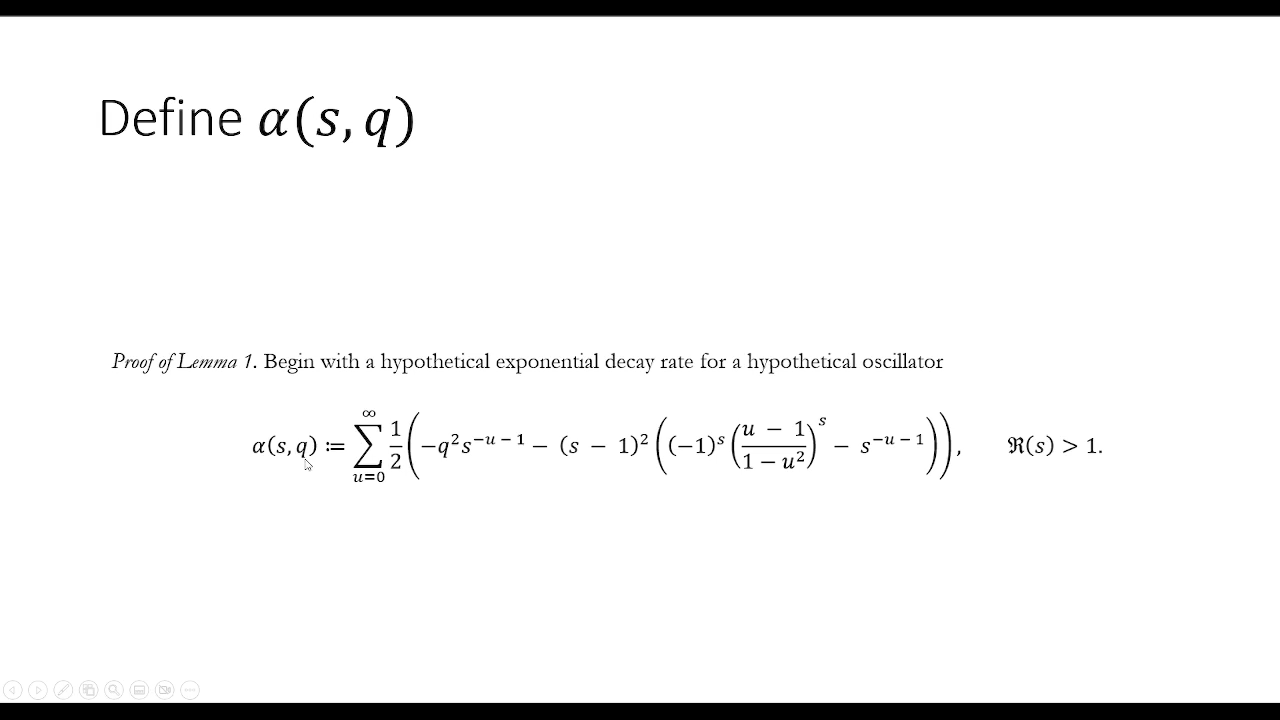 Define α(s, q)
Proof of Lemma 1. Begin with a hypothetical exponential decay rate for a hypothetical oscillator
α(s, q) ≔ ∑_{u=0}^{∞} 1/2 (−q²s^{−u − 1} − (s − 1)² ((−1)^s ((u − 1)/(1 − u²))^s − s^{−u − 1})), ℜ(s) > 1.